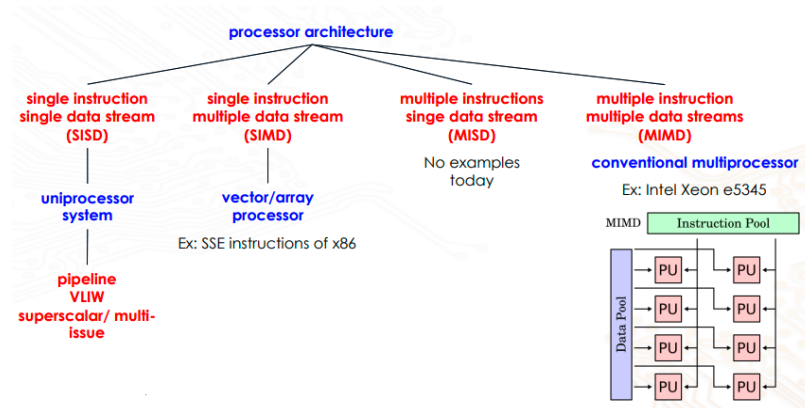 processor architecture
single instruction
single data stream
(SISD)
single instruction
multiple data stream
(SIMD)
multiple instructions
singe data stream
(MISD)
multiple instruction
multiple data streams
(MIMD)
uniprocessor
system
vector/array
processor
No examples
today
conventional multiprocessor
Ex: SSE instructions of x86
Ex: Intel Xeon e5345
pipeline
VLIW
superscalar/ multi-
issue
MIMD
Instruction Pool
Data Pool
PU
PU
PU
PU
PU
PU
PU
PU